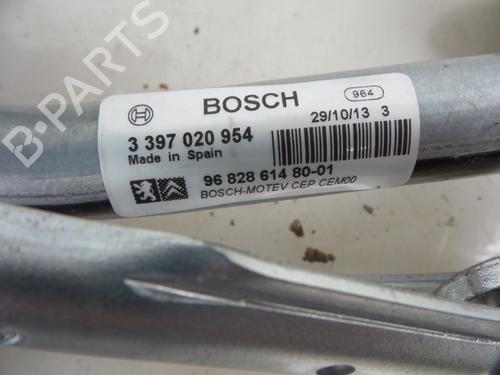 B-PARTS
BOSCH
964
3 397 020 954
29/10/13 3
Made in Spain
96 828 614 80-01
BOSCH-MOTEV CEP CEM00